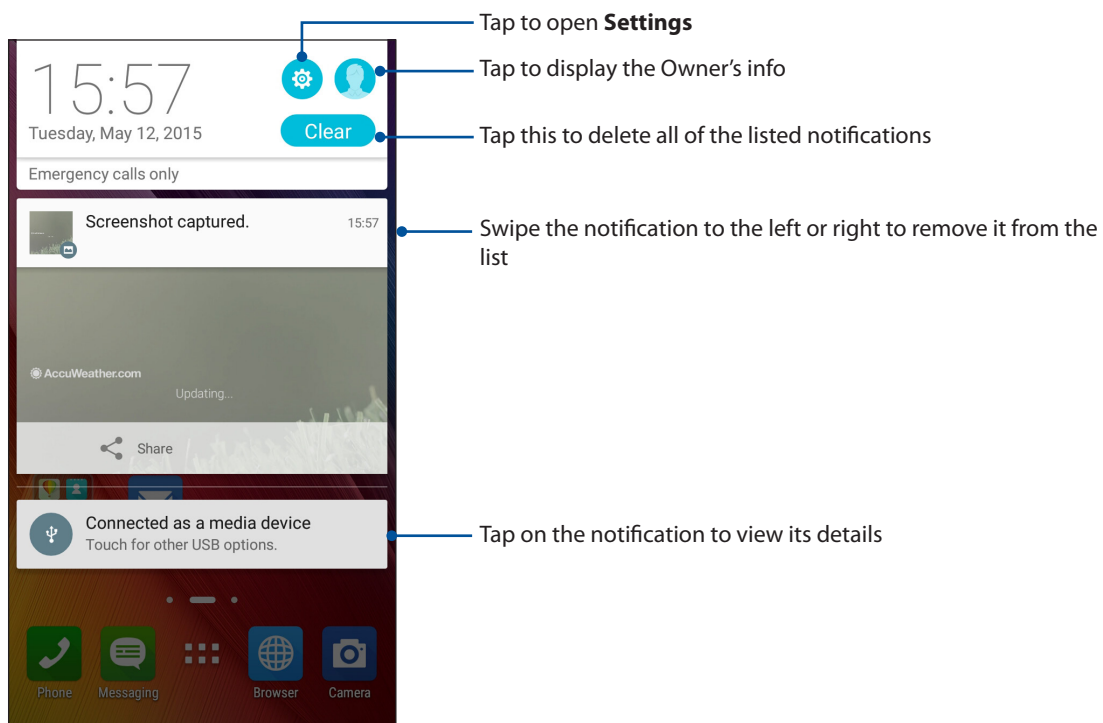 Tap to open Settings
Tap to display the Owner's info
15:57
Tuesday, May 12, 2015
Clear
Tap this to delete all of the listed notifications
Emergency calls only
Screenshot captured.
15:57
Swipe the notification to the left or right to remove it from the
list
AccuWeather.com
Updating...
Share
Connected as a media device
Touch for other USB options.
Tap on the notification to view its details
Phone
Messaging
Browser
Camera